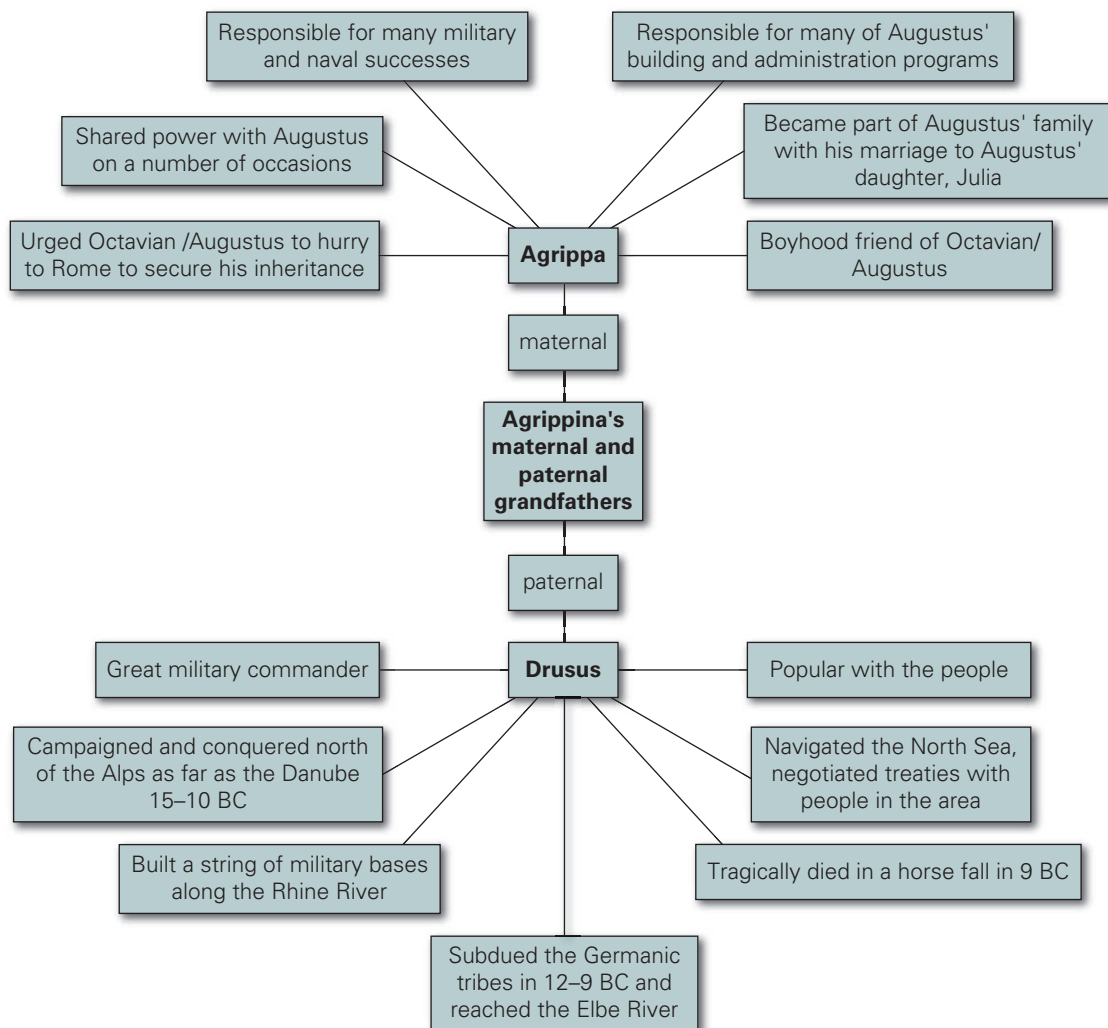 Responsible for many military
and naval successes
Responsible for many of Augustus'
building and administration programs
Shared power with Augustus
on a number of occasions
Became part of Augustus' family
with his marriage to Augustus'
daughter, Julia
Urged Octavian /Augustus to hurry
to Rome to secure his inheritance
Agrippa
Boyhood friend of Octavian/
Augustus
maternal
Agrippina's
maternal and
paternal
grandfathers
paternal
Great military commander
Drusus
Popular with the people
Campaigned and conquered north
of the Alps as far as the Danube
15–10 BC
Navigated the North Sea,
negotiated treaties with
people in the area
Built a string of military bases
along the Rhine River
Tragically died in a horse fall in 9 BC
Subdued the Germanic
tribes in 12–9 BC and
reached the Elbe River